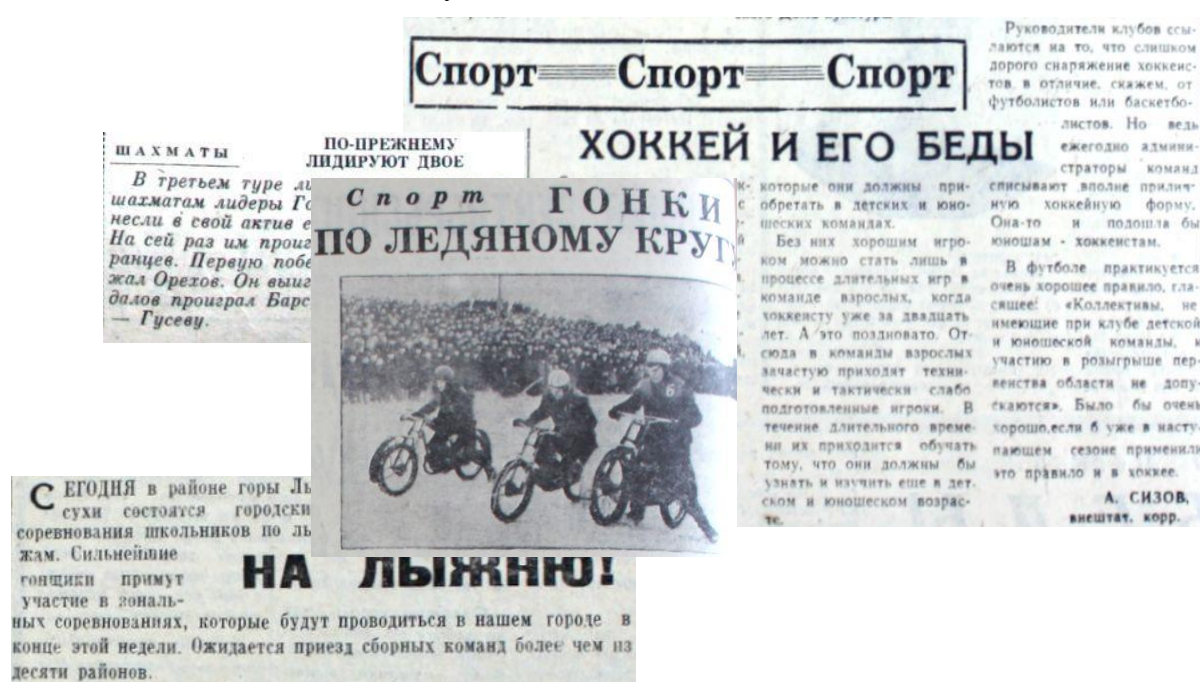 Спорт Спорт Спорт
ХОККЕЙ И ЕГО БЕДЫ
которые они должны при-
обретать в детских и юно-
шеских командах.
Без них хорошим игро-
ком можно стать лишь в
процессе длительных игр в
команде взрослых, когда
хоккеисту уже за двадцать
лет. А это поздновато. От-
сюда в команды взрослых
зачастую приходят техни-
чески и тактически слабо
подготовленные игроки. В
течение длительного време-
ни их приходится обучать
тому, что они должны бы
узнать и изучить еще в дет-
ском и юношеском возрас-
те.
Руководители клубов ссы-
лаются на то, что слишком
дорого снаряжение хоккеис-
тов в отличие, скажем, от
футболистов или баскетбо-
листов. Но ведь
ежегодно админи-
страторы команд
списывают вполне прилич-
ную хоккейную форму.
Она-то и подошла бы
юношам - хоккеистам.
В футболе практикуется
очень хорошее правило, гла-
сящее: «Коллективы, не
имеющие при клубе детской
и юношеской команды, к
участию в розыгрыше пер-
венства области не допу-
скаются». Было бы очень
хорошо, если б уже в насту-
пающем сезоне применили
это правило и в хоккее.
А. СИЗОВ,
внештат. корр.
ШАХМАТЫ
ПО-ПРЕЖНЕМУ
ЛИДИРУЮТ ДВОЕ
В третьем туре
шахматам лидеры
несли в свой актив
На сей раз им
ранцев. Первую
жал Орехов. Он
далов проиграл
— Гусеву.
Спорт
ГОНКИ
ПО ЛЕДЯНОМУ
6
СЕГОДНЯ в районе горы
сухи состоятся
соревнования школьников по
жам. Сильнейшие
гонщики примут
участие в зональ-
НА ЛЫЖНЮ!
ных соревнованиях, которые будут проводиться в нашем городе в
конце этой недели. Ожидается приезд сборных команд более чем из
десяти районов.